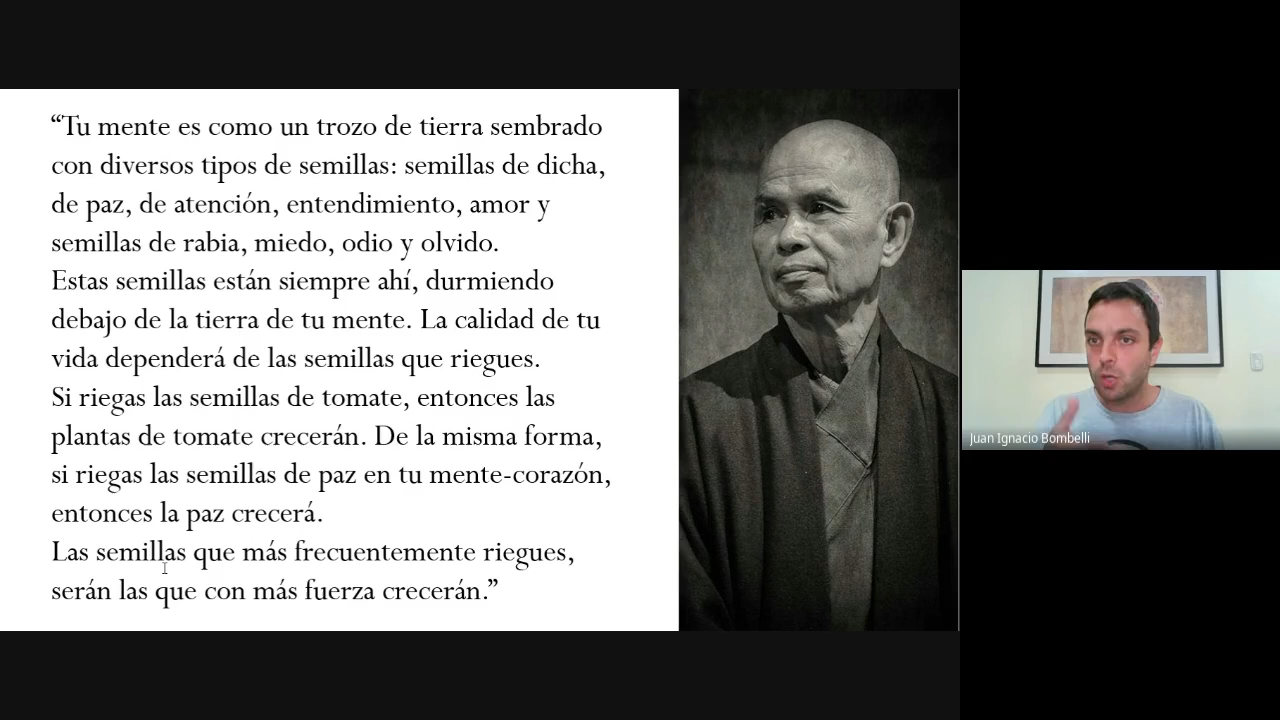 “Tu mente es como un trozo de tierra sembrado
con diversos tipos de semillas: semillas de dicha,
de paz, de atención, entendimiento, amor y
semillas de rabia, miedo, odio y olvido.
Estas semillas están siempre ahí, durmiendo
debajo de la tierra de tu mente. La calidad de tu
vida dependerá de las semillas que riegues.
Si riegas las semillas de tomate, entonces las
plantas de tomate crecerán. De la misma forma,
si riegas las semillas de paz en tu mente-corazón,
entonces la paz crecerá.
Las semillas que más frecuentemente riegues,
serán las que con más fuerza crecerán.”
Juan Ignacio Bombelli